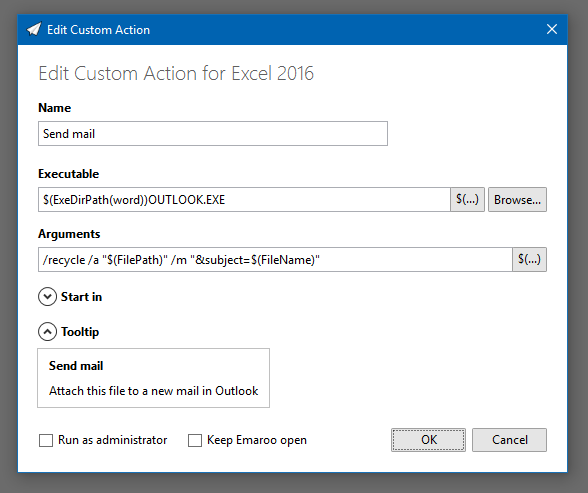 Edit Custom Action
Edit Custom Action for Excel 2016
Name
Send mail
Executable
$(ExeDirPath(word))OUTLOOK.EXE $(...) Browse...
Arguments
/recycle /a "$(FilePath)" /m "&subject=$(FileName)" $(...)
Start in
Tooltip
Send mail
Attach this file to a new mail in Outlook
Run as administrator Keep Emaroo open OK Cancel